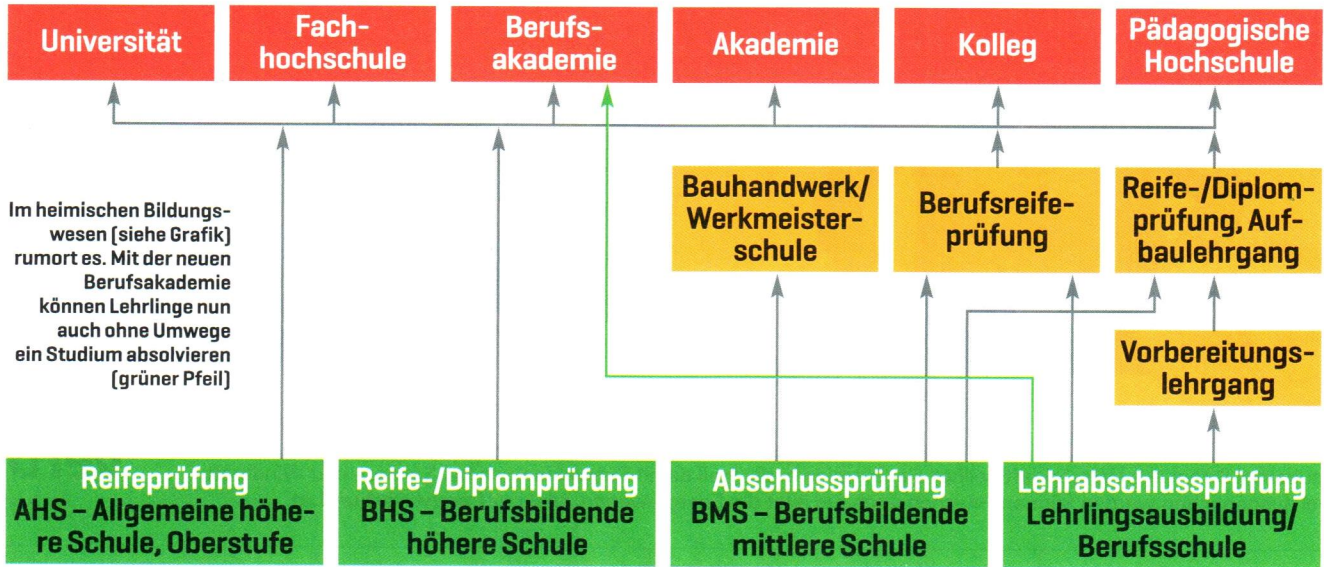 Universität
Fach-
hochschule
Berufs-
akademie
Akademie
Kolleg
Pädagogische
Hochschule
Bauhandwerk/
Werkmeister-
schule
Berufsreife-
prüfung
Reife-/Diplom-
prüfung, Auf-
baulehrgang
Im heimischen Bildungs-
wesen (siehe Grafik)
rumort es. Mit der neuen
Berufsakademie
können Lehrlinge nun
auch ohne Umwege
ein Studium absolvieren
(grüner Pfeil)
Vorbereitungs-
lehrgang
Reifeprüfung
AHS – Allgemeine höhe-
re Schule, Oberstufe
Reife-/Diplomprüfung
BHS – Berufsbildende
höhere Schule
Abschlussprüfung
BMS – Berufsbildende
mittlere Schule
Lehrabschlussprüfung
Lehrlingsausbildung/
Berufsschule